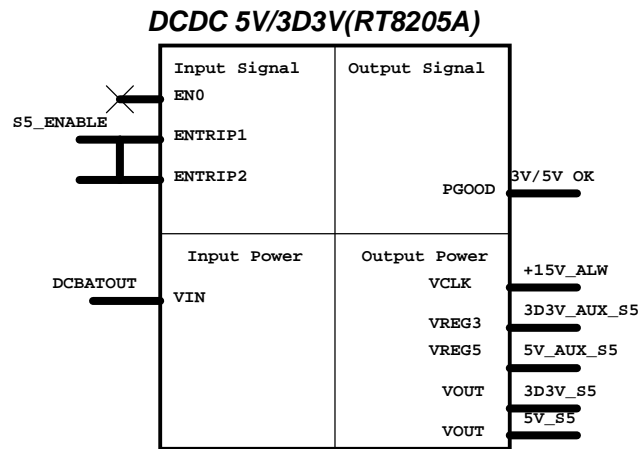 DCDC 5V/3D3V(RT8205A)
Input Signal
Output Signal
EN0
S5_ENABLE
ENTRIP1
ENTRIP2
3V/5V OK
PGOOD
Input Power
Output Power
+15V_ALW
VCLK
DCBATOUT
VIN
3D3V_AUX_S5
VREG3
5V_AUX_S5
VREG5
3D3V_S5
VOUT
5V_S5
VOUT